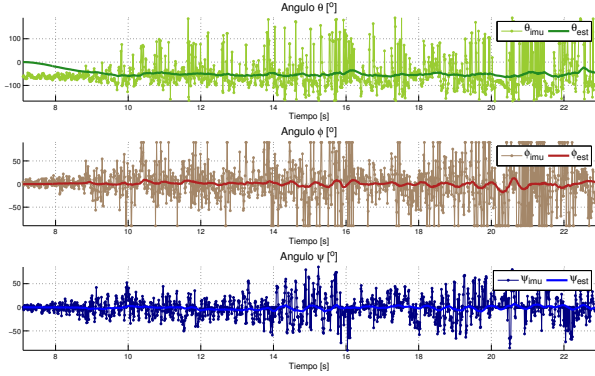 Angulo θ [º]
θimu θest
100
0
-100
8 10 12 14 16 18 20 22
Tiempo [s]
Angulo ϕ [º]
ϕimu ϕest
50
0
-50
8 10 12 14 16 18 20 22
Tiempo [s]
Angulo ψ [º]
ψimu ψest
50
0
-50
8 10 12 14 16 18 20 22
Tiempo [s]